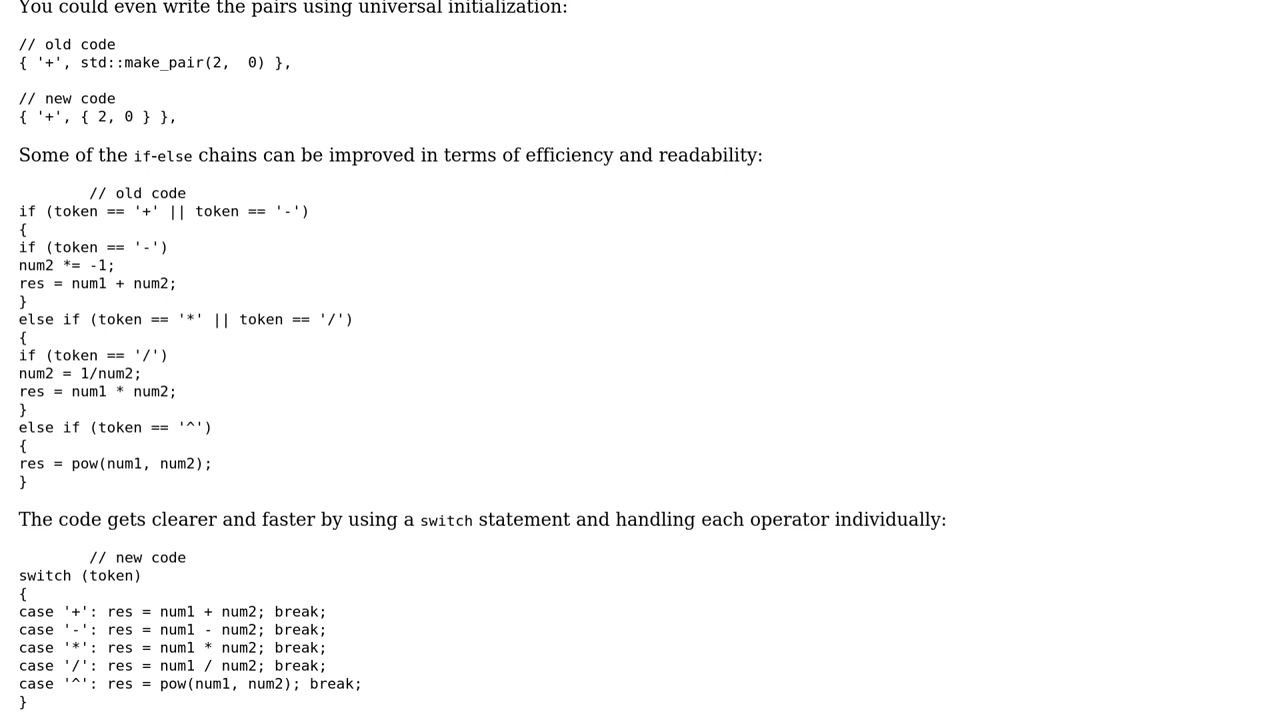 You could even write the pairs using universal initialization:
// old code
{ '+', std::make_pair(2,  0) },
// new code
{ '+', { 2, 0 } },
Some of the if-else chains can be improved in terms of efficiency and readability:
        // old code
if (token == '+' || token == '-')
{
if (token == '-')
num2 *= -1;
res = num1 + num2;
}
else if (token == '*' || token == '/')
{
if (token == '/')
num2 = 1/num2;
res = num1 * num2;
}
else if (token == '^')
{
res = pow(num1, num2);
}
The code gets clearer and faster by using a switch statement and handling each operator individually:
        // new code
switch (token)
{
case '+': res = num1 + num2; break;
case '-': res = num1 - num2; break;
case '*': res = num1 * num2; break;
case '/': res = num1 / num2; break;
case '^': res = pow(num1, num2); break;
}